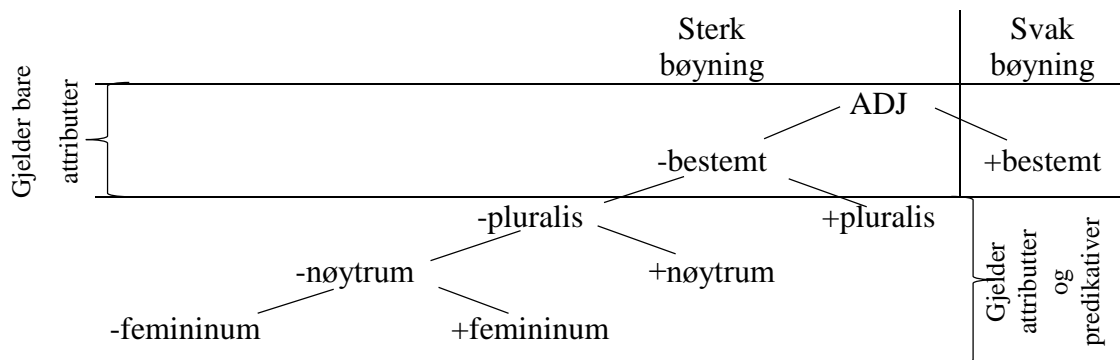 Sterk
bøyning
Svak
bøyning
Gjelder bare
attributter
ADJ
-bestemt
+bestemt
-pluralis
+pluralis
-nøytrum
+nøytrum
-femininum
+femininum
Gjelder
attributter
og
predikativer